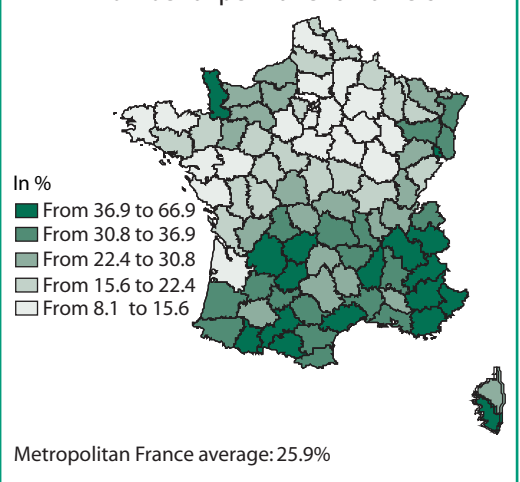 In %
From 36.9 to 66.9
From 30.8 to 36.9
From 22.4 to 30.8
From 15.6 to 22.4
From 8.1 to 15.6
Metropolitan France average: 25.9%